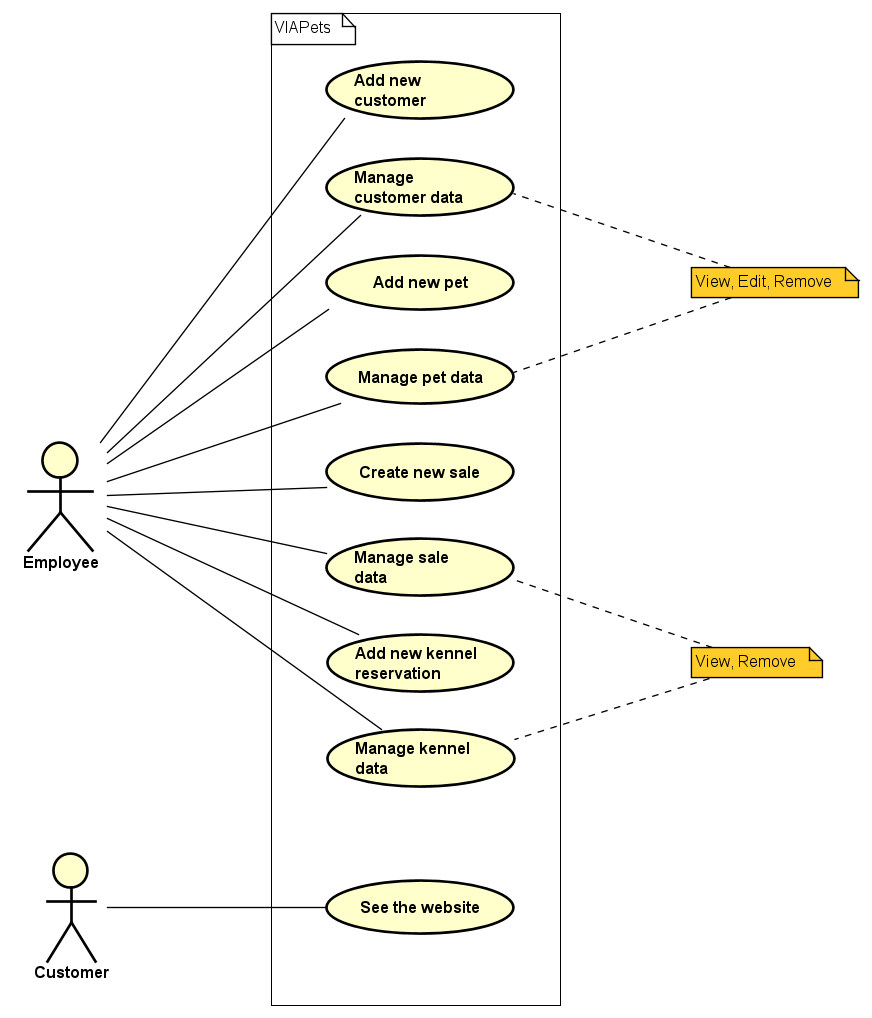 VIAPets
Add new
customer
Manage
customer data
View, Edit, Remove
Add new pet
Manage pet data
Create new sale
Employee
Manage sale
data
Add new kennel
reservation
View, Remove
Manage kennel
data
See the website
Customer